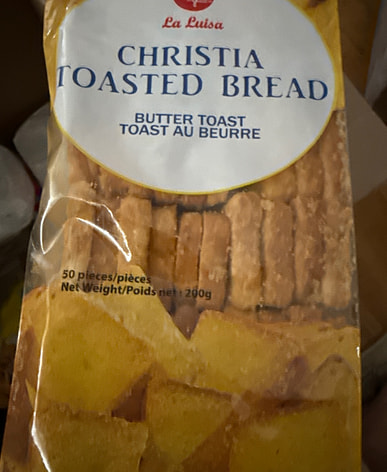 La Luisa
CHRISTIA
TOASTED BREAD
BUTTER TOAST
TOAST AU BEURRE
50 pieces/pièces
Net Weight/Poids net : 200g